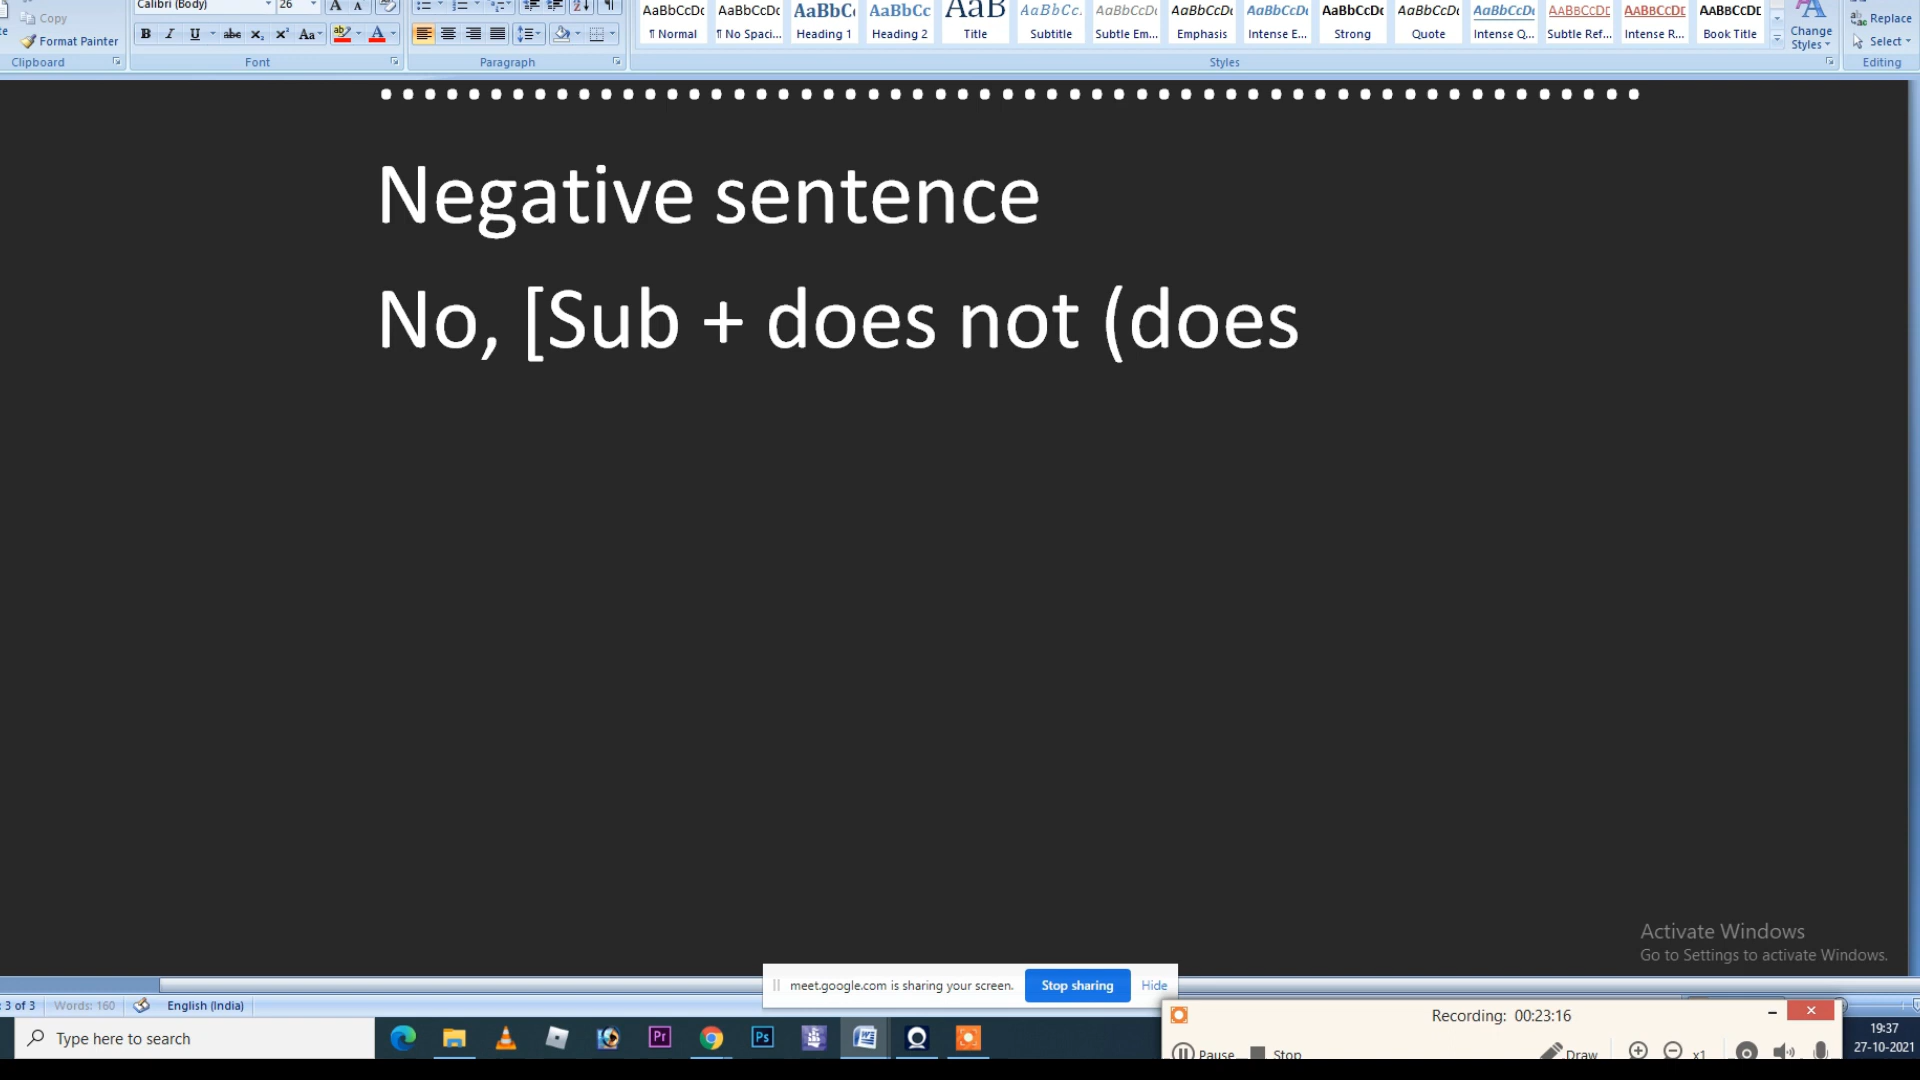 Copy
Format Painter
Clipboard
Calibri (Body)
26
Font
Paragraph
AaBbCcDc AaBbCcDc AaBbC AaBbCc AaB AaBbCc. AaBbCcDc AaBbCcDc AaBbCcDc AaBbCcDc AaBbCcDc AaBbCcDc AABBCCDE AABBCCDE AABBCCDE
¶ Normal ¶ No Spaci... Heading 1 Heading 2 Title Subtitle Subtle Em... Emphasis Intense E... Strong Quote Intense Q... Subtle Ref... Intense R... Book Title
Styles
Change Styles
Replace
Select
Editing
Negative sentence
No, [Sub + does not (does
Activate Windows
Go to Settings to activate Windows.
meet.google.com is sharing your screen. Stop sharing Hide
3 of 3 Words: 160 English (India)
Type here to search
Recording: 00:23:16
Pause Stop Draw x1
19:37
27-10-2021